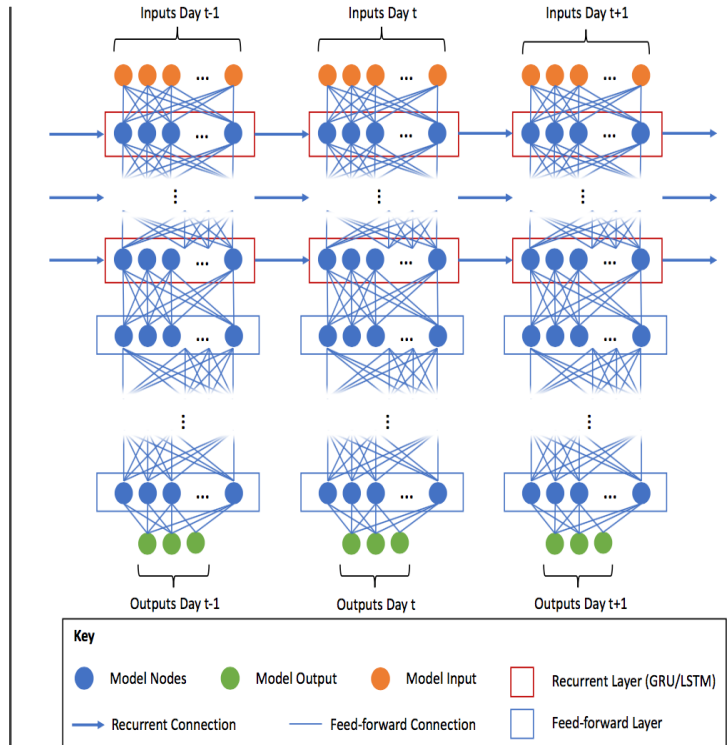 Inputs Day t-1 Inputs Day t Inputs Day t+1
... ... ...
... ... ...
... ... ...
... ... ...
... ... ...
... ... ...
... ... ...
Outputs Day t-1 Outputs Day t Outputs Day t+1
Key
Model Nodes Model Output Model Input Recurrent Layer (GRU/LSTM)
Recurrent Connection Feed-forward Connection Feed-forward Layer